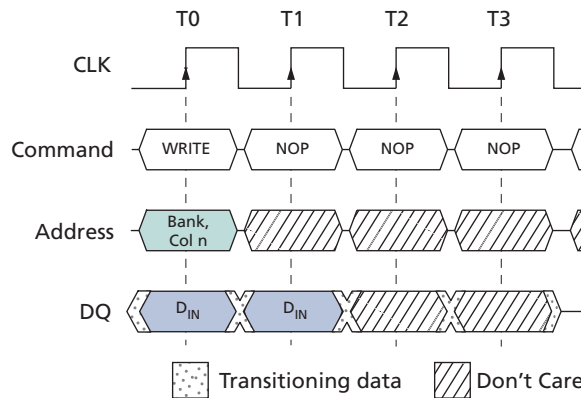 T0 T1 T2 T3
CLK
Command WRITE NOP NOP NOP
Address Bank,
Col n
DQ DIN DIN
Transitioning data Don't Care